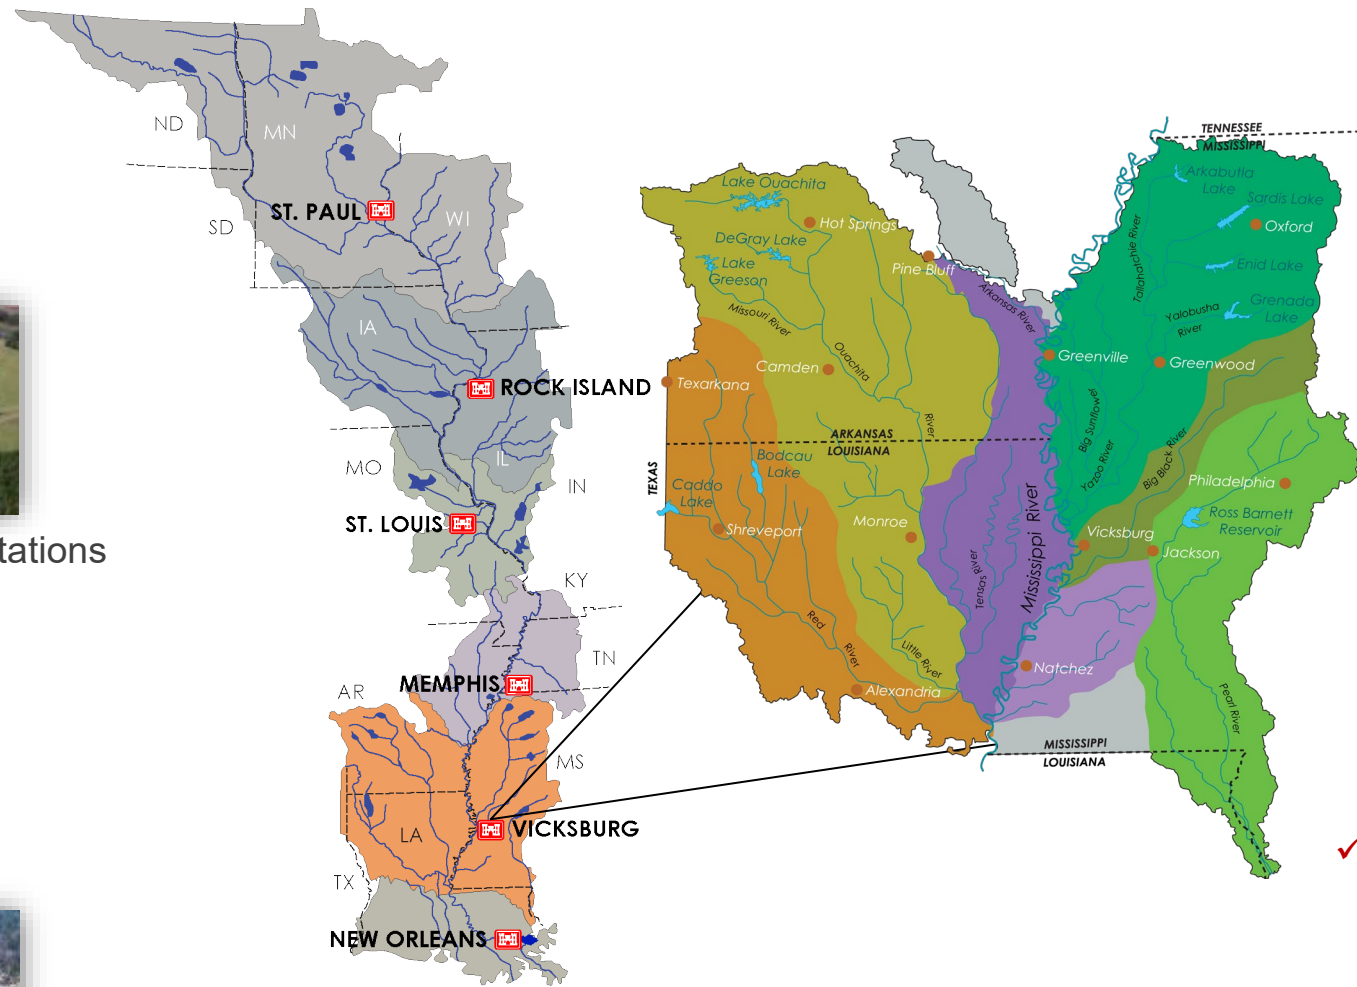 ND
MN
SD
ST. PAUL
WI
IA
ROCK ISLAND
MO
IL
IN
ST. LOUIS
tations
KY
TN
MEMPHIS
AR
MS
VICKSBURG
LA
TX
NEW ORLEANS
TENNESSEE
MISSISSIPPI
Lake Ouachita
Hot Springs
DeGray Lake
Lake
Greeson
Pine Bluff
Arkansas River
Missouri River
Ouachita
River
Camden
Texarkana
ARKANSAS
LOUISIANA
TEXAS
Bodcau
Lake
Caddo
Lake
Shreveport
Monroe
Red
River
Little River
Alexandria
Tensas River
Mississippi River
Arkabutla
Lake
Sardis Lake
Oxford
Tallahatchie River
Enid Lake
Grenada
Lake
Yalobusha
River
Greenville
Greenwood
Big Sunflower
Yazoo River
Big Black River
Philadelphia
Ross Barnett
Reservoir
Vicksburg
Jackson
Natchez
Pearl River
MISSISSIPPI
LOUISIANA